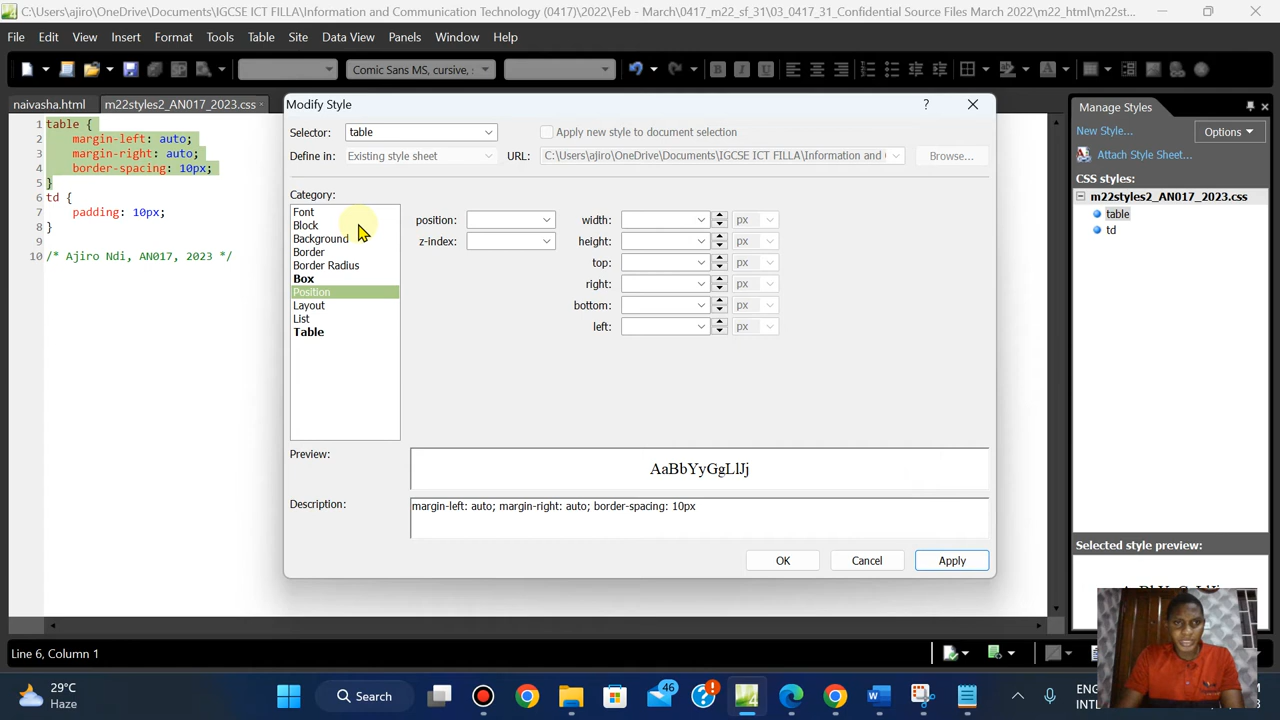 C:\Users\ajiro\OneDrive\Documents\IGCSE ICT FILLA\Information and Communication Technology (0417)\2022\Feb - March\0417_m22_sf_31\03_0417_31_Confidential Source Files March 2022\m22_html\m22st...
File Edit View Insert Format Tools Table Site Data View Panels Window Help
Comic Sans MS, cursive, s
B I U A
naivasha.html m22styles2_AN017_2023.css
1 table {
2 margin-left: auto;
3 margin-right: auto;
4 border-spacing: 10px;
5 }
6 td {
7 padding: 10px;
8 }
9
10 /* Ajiro Ndi, AN017, 2023 */
Modify Style
?
Selector: table
Apply new style to document selection
Define in: Existing style sheet
URL: C:\Users\ajiro\OneDrive\Documents\IGCSE ICT FILLA\Information and
Browse...
Category:
Font
Block
Background
Border
Border Radius
Box
Position
Layout
List
Table
position:
z-index:
width: px
height: px
top: px
right: px
bottom: px
left: px
Preview:
AaBbYyGgLlJj
Description:
margin-left: auto; margin-right: auto; border-spacing: 10px
OK Cancel Apply
Manage Styles
New Style...
Options
Attach Style Sheet...
CSS styles:
m22styles2_AN017_2023.css
table
td
Selected style preview:
Line 6, Column 1
29°C
Haze
Search
46
4
ENG
INTL